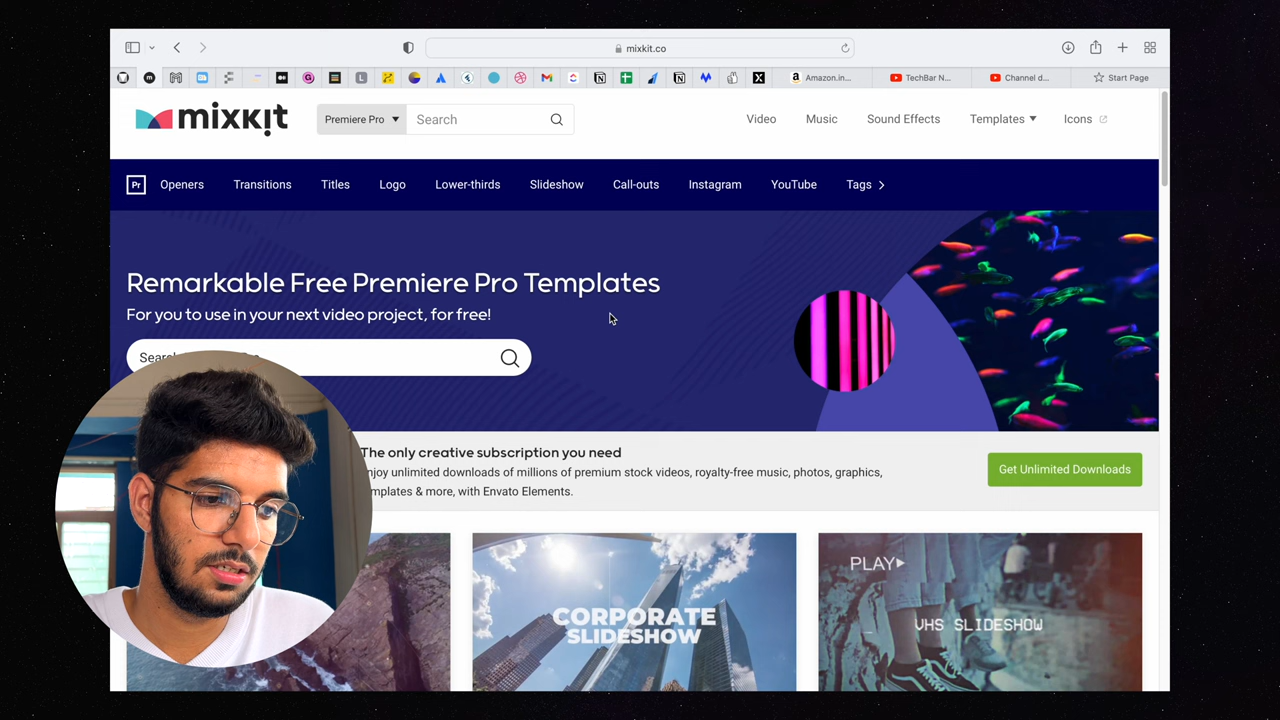 mixkit.co
Amazon.in...
TechBar N...
Channel d...
Start Page
mixkit
Premiere Pro
Search
Video
Music
Sound Effects
Templates
Icons
Pr
Openers
Transitions
Titles
Logo
Lower-thirds
Slideshow
Call-outs
Instagram
YouTube
Tags
Remarkable Free Premiere Pro Templates
For you to use in your next video project, for free!
The only creative subscription you need
njoy unlimited downloads of millions of premium stock videos, royalty-free music, photos, graphics,
mplates & more, with Envato Elements.
Get Unlimited Downloads
CORPORATE
SLIDESHOW
PLAY
VHS SLIDESHOW